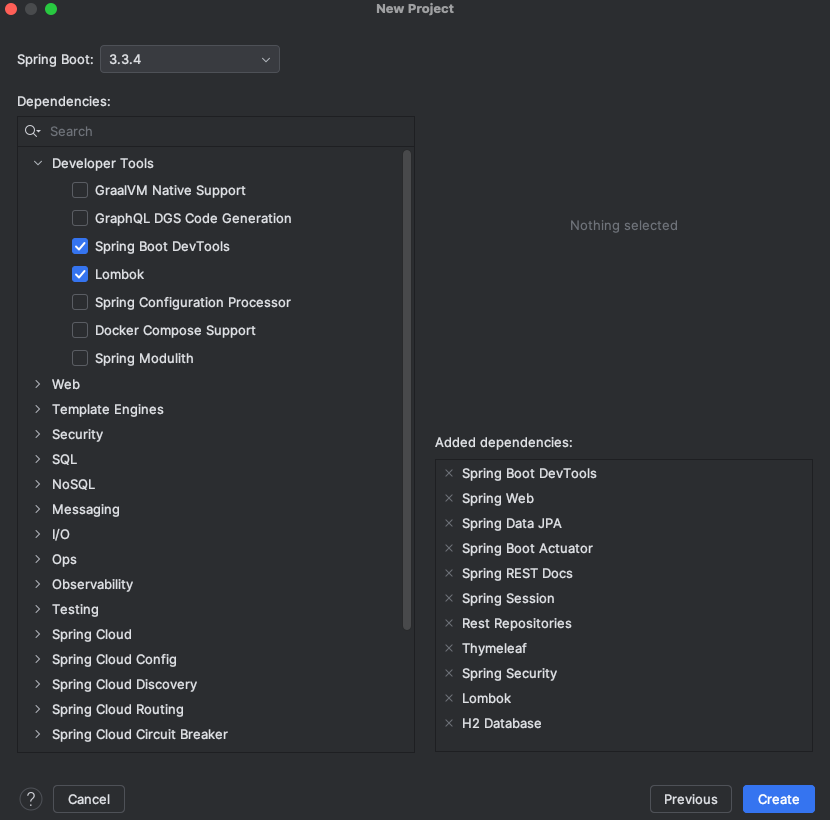 New Project
Spring Boot: 3.3.4
Dependencies:
Search
Developer Tools
GraalVM Native Support
GraphQL DGS Code Generation
Spring Boot DevTools
Lombok
Spring Configuration Processor
Docker Compose Support
Spring Modulith
Web
Template Engines
Security
SQL
NoSQL
Messaging
I/O
Ops
Observability
Testing
Spring Cloud
Spring Cloud Config
Spring Cloud Discovery
Spring Cloud Routing
Spring Cloud Circuit Breaker
Nothing selected
Added dependencies:
Spring Boot DevTools
Spring Web
Spring Data JPA
Spring Boot Actuator
Spring REST Docs
Spring Session
Rest Repositories
Thymeleaf
Spring Security
Lombok
H2 Database
? Cancel Previous Create